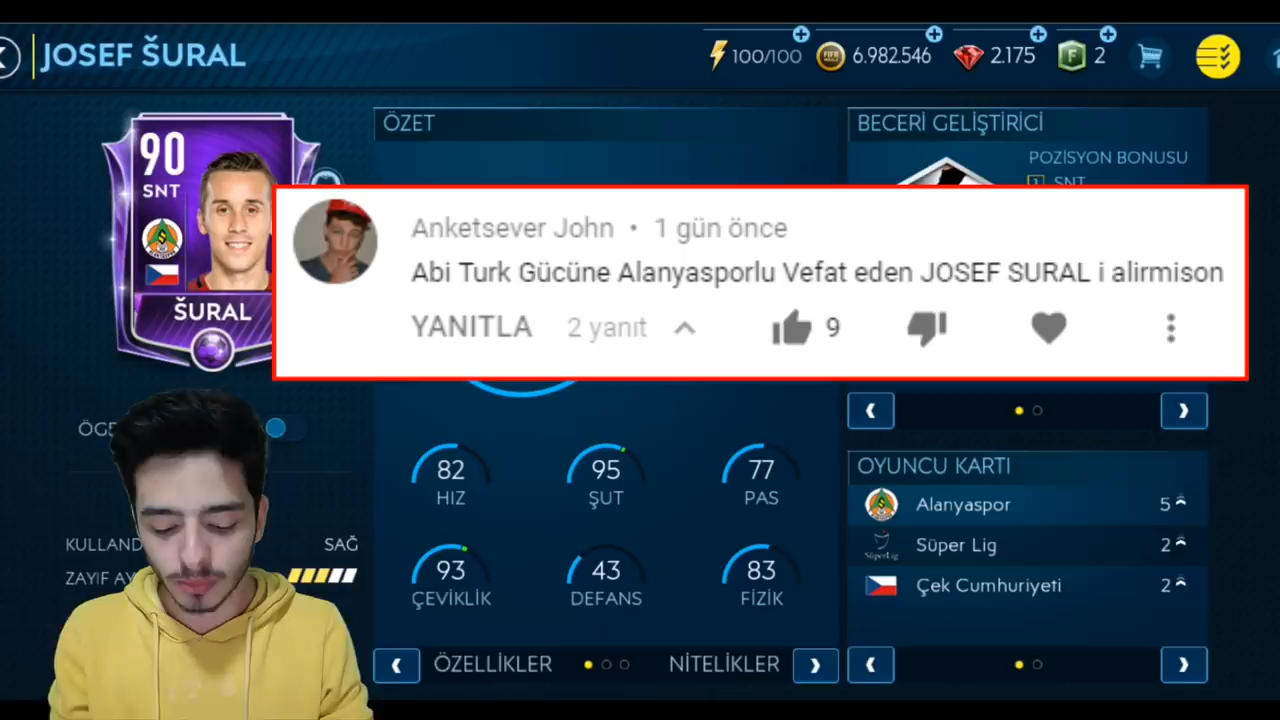 JOSEF ŠURAL
100/100
6.982.546
2.175
2
90
SNT
ŠURAL
ÖZET
BECERİ GELİŞTİRİCİ
POZİSYON BONUSU
1 SNT
Anketsever John • 1 gün önce
Abi Turk Gücüne Alanyasporlu Vefat eden JOSEF SURAL i alirmison
YANITLA 2 yanıt 9
82
HIZ
95
ŞUT
77
PAS
93
ÇEVİKLİK
43
DEFANS
83
FİZİK
SAĞ
OYUNCU KARTI
Alanyaspor 5
Süper Lig 2
Çek Cumhuriyeti 2
ÖZELLİKLER
NİTELİKLER